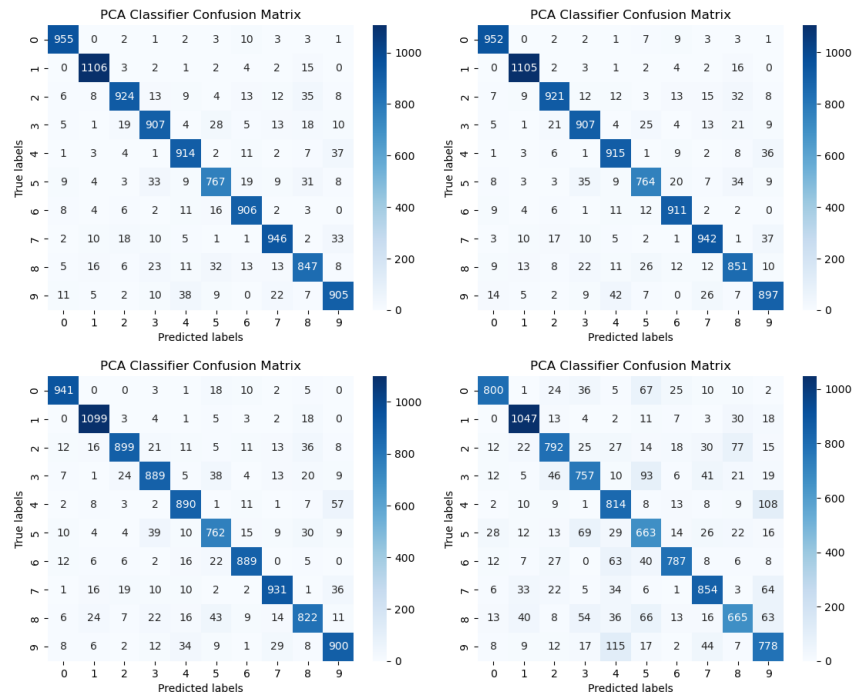 PCA Classifier Confusion Matrix
0 955 0 2 1 2 3 10 3 3 1
1 0 1106 3 2 1 2 4 2 15 0
2 6 8 924 13 9 4 13 12 35 8
3 5 1 19 907 4 28 5 13 18 10
4 1 3 4 1 914 2 11 2 7 37
5 9 4 3 33 9 767 19 9 31 8
6 8 4 6 2 11 16 906 2 3 0
7 2 10 18 10 5 1 1 946 2 33
8 5 16 6 23 11 32 13 13 847 8
9 11 5 2 10 38 9 0 22 7 905
0 1 2 3 4 5 6 7 8 9
True labels
Predicted labels
1000
800
600
400
200
0
PCA Classifier Confusion Matrix
0 952 0 2 2 1 7 9 3 3 1
1 0 1105 2 3 1 2 4 2 16 0
2 7 9 921 12 12 3 13 15 32 8
3 5 1 21 907 4 25 4 13 21 9
4 1 3 6 1 915 1 9 2 8 36
5 8 3 3 35 9 764 20 7 34 9
6 9 4 6 1 11 12 911 2 2 0
7 3 10 17 10 5 2 1 942 1 37
8 9 13 8 22 11 26 12 12 851 10
9 14 5 2 9 42 7 0 26 7 897
0 1 2 3 4 5 6 7 8 9
True labels
Predicted labels
1000
800
600
400
200
0
PCA Classifier Confusion Matrix
0 941 0 0 3 1 18 10 2 5 0
1 0 1099 3 4 1 5 3 2 18 0
2 12 16 899 21 11 5 11 13 36 8
3 7 1 24 889 5 38 4 13 20 9
4 2 8 3 2 890 1 11 1 7 57
5 10 4 4 39 10 762 15 9 30 9
6 12 6 6 2 16 22 889 0 5 0
7 1 16 19 10 10 2 2 931 1 36
8 6 24 7 22 16 43 9 14 822 11
9 8 6 2 12 34 9 1 29 8 900
0 1 2 3 4 5 6 7 8 9
True labels
Predicted labels
1000
800
600
400
200
0
PCA Classifier Confusion Matrix
0 800 1 24 36 5 67 25 10 10 2
1 0 1047 13 4 2 11 7 3 30 18
2 12 22 792 25 27 14 18 30 77 15
3 12 5 46 757 10 93 6 41 21 19
4 2 10 9 1 814 8 13 8 9 108
5 28 12 13 69 29 663 14 26 22 16
6 12 7 27 0 63 40 787 8 6 8
7 6 33 22 5 34 6 1 854 3 64
8 13 40 8 54 36 66 13 16 665 63
9 8 9 12 17 115 17 2 44 7 778
0 1 2 3 4 5 6 7 8 9
True labels
Predicted labels
1000
800
600
400
200
0